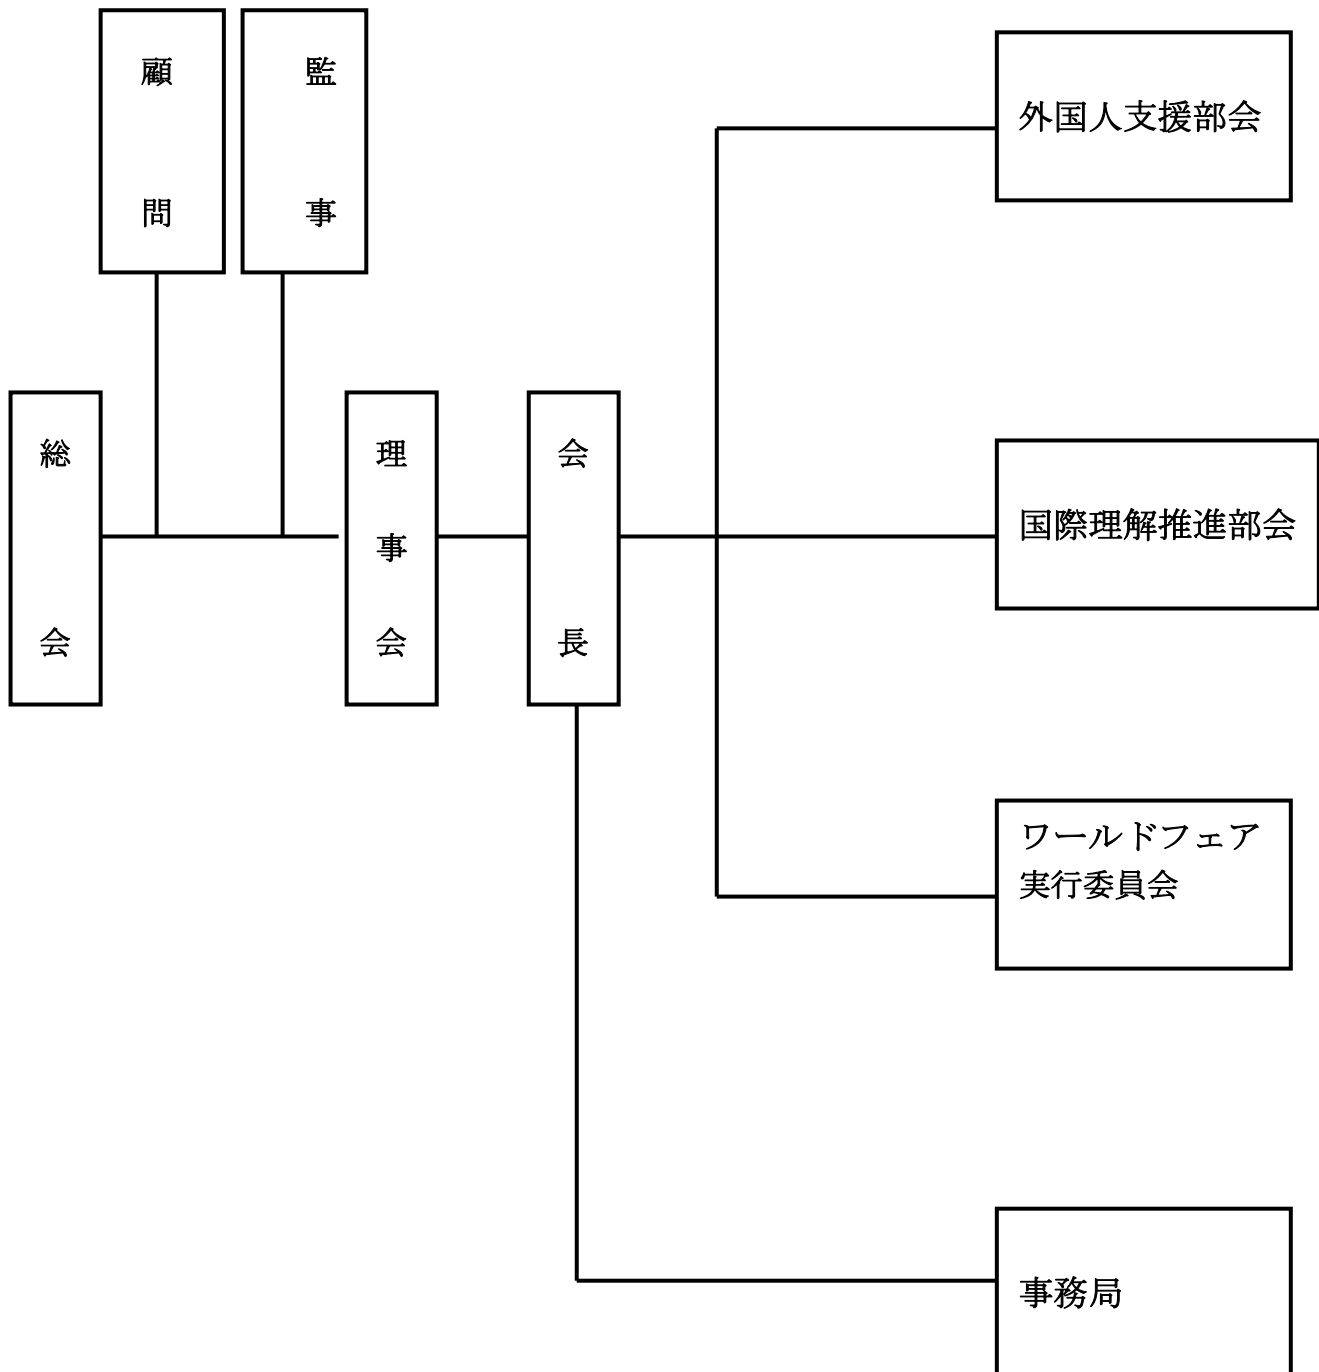 顧問
監事
総会
理事会
会長
外国人支援部会
国際理解推進部会
ワールドフェア
実行委員会
事務局